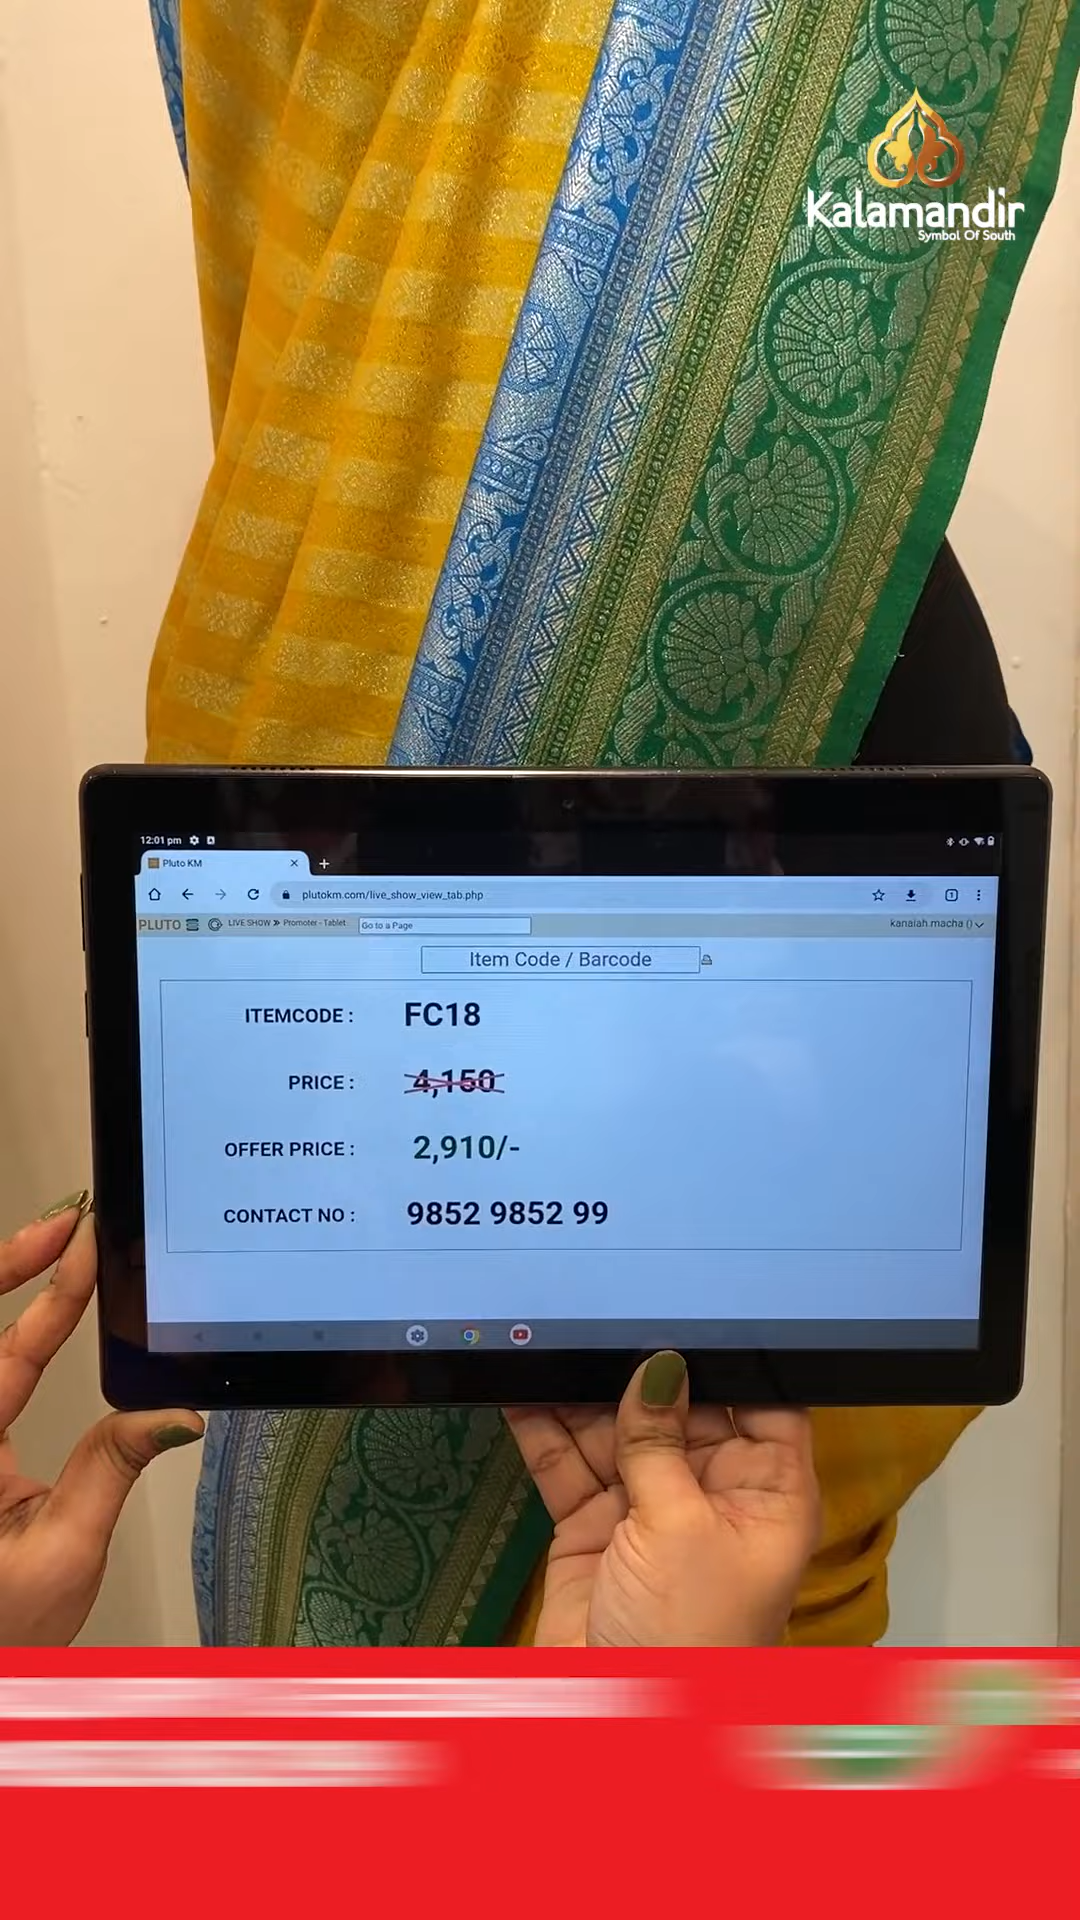 Kalamandir
Symbol Of South
12:01 pm
Pluto KM
plutokm.com/live_show_view_tab.php
PLUTO LIVE SHOW Promoter - Tablet Go to a Page kanaiah macha ()
Item Code / Barcode
ITEMCODE : FC18
PRICE : 4,150
OFFER PRICE : 2,910/-
CONTACT NO : 9852 9852 99